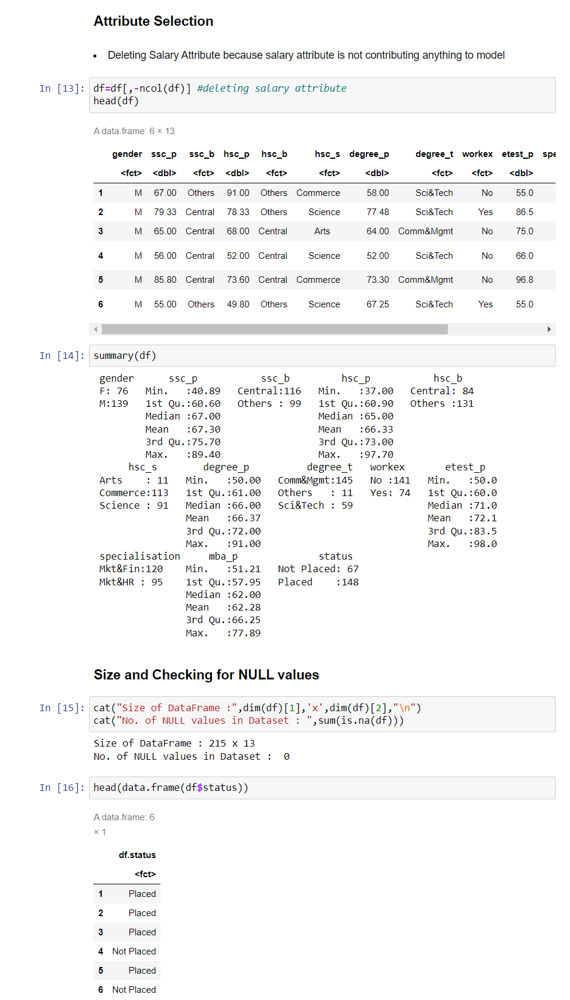 Attribute Selection
• Deleting Salary Attribute because salary attribute is not contributing anything to model
In [13]: df=df[,-ncol(df)] #deleting salary attribute
head(df)
A data.frame: 6 × 13
gender ssc_p ssc_b hsc_p hsc_b hsc_s degree_p degree_t workex etest_p spe
<fct> <dbl> <fct> <dbl> <fct> <fct> <dbl> <fct> <fct> <dbl>
1 M 67.00 Others 91.00 Others Commerce 58.00 Sci&Tech No 55.0
2 M 79.33 Central 78.33 Others Science 77.48 Sci&Tech Yes 86.5
3 M 65.00 Central 68.00 Central Arts 64.00 Comm&Mgmt No 75.0
4 M 56.00 Central 52.00 Central Science 52.00 Sci&Tech No 66.0
5 M 85.80 Central 73.60 Central Commerce 73.30 Comm&Mgmt No 96.8
6 M 55.00 Others 49.80 Others Science 67.25 Sci&Tech Yes 55.0
In [14]: summary(df)
gender ssc_p ssc_b hsc_p hsc_b
F: 76 Min. :40.89 Central:116 Min. :37.00 Central: 84
M:139 1st Qu.:60.60 Others : 99 1st Qu.:60.90 Others :131
Median :67.00 Median :65.00
Mean :67.30 Mean :66.33
3rd Qu.:75.70 3rd Qu.:73.00
Max. :89.40 Max. :97.70
hsc_s degree_p degree_t workex etest_p
Arts : 11 Min. :50.00 Comm&Mgmt:145 No :141 Min. :50.0
Commerce:113 1st Qu.:61.00 Others : 11 Yes: 74 1st Qu.:60.0
Science : 91 Median :66.00 Sci&Tech : 59 Median :71.0
Mean :66.37 Mean :72.1
3rd Qu.:72.00 3rd Qu.:83.5
Max. :91.00 Max. :98.0
specialisation mba_p status
Mkt&Fin:120 Min. :51.21 Not Placed: 67
Mkt&HR : 95 1st Qu.:57.95 Placed :148
Median :62.00
Mean :62.28
3rd Qu.:66.25
Max. :77.89
Size and Checking for NULL values
In [15]: cat("Size of DataFrame :",dim(df)[1],'x',dim(df)[2],"\n")
cat("No. of NULL values in Dataset : ",sum(is.na(df)))
Size of DataFrame : 215 x 13
No. of NULL values in Dataset :  0
In [16]: head(data.frame(df$status))
A data.frame: 6
× 1
df.status
<fct>
1 Placed
2 Placed
3 Placed
4 Not Placed
5 Placed
6 Not Placed